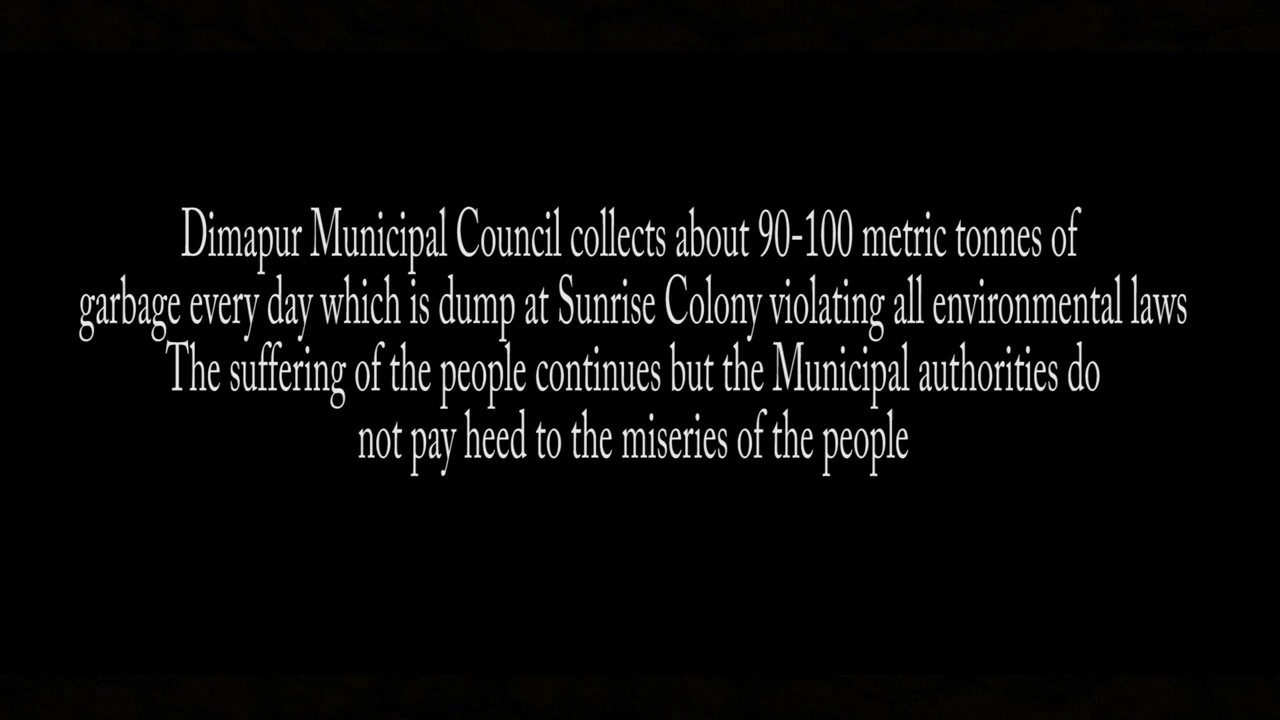 Dimapur Municipal Council collects about 90-100 metric tonnes of
garbage every day which is dump at Sunrise Colony violating all environmental laws
The suffering of the people continues but the Municipal authorities do
not pay heed to the miseries of the people